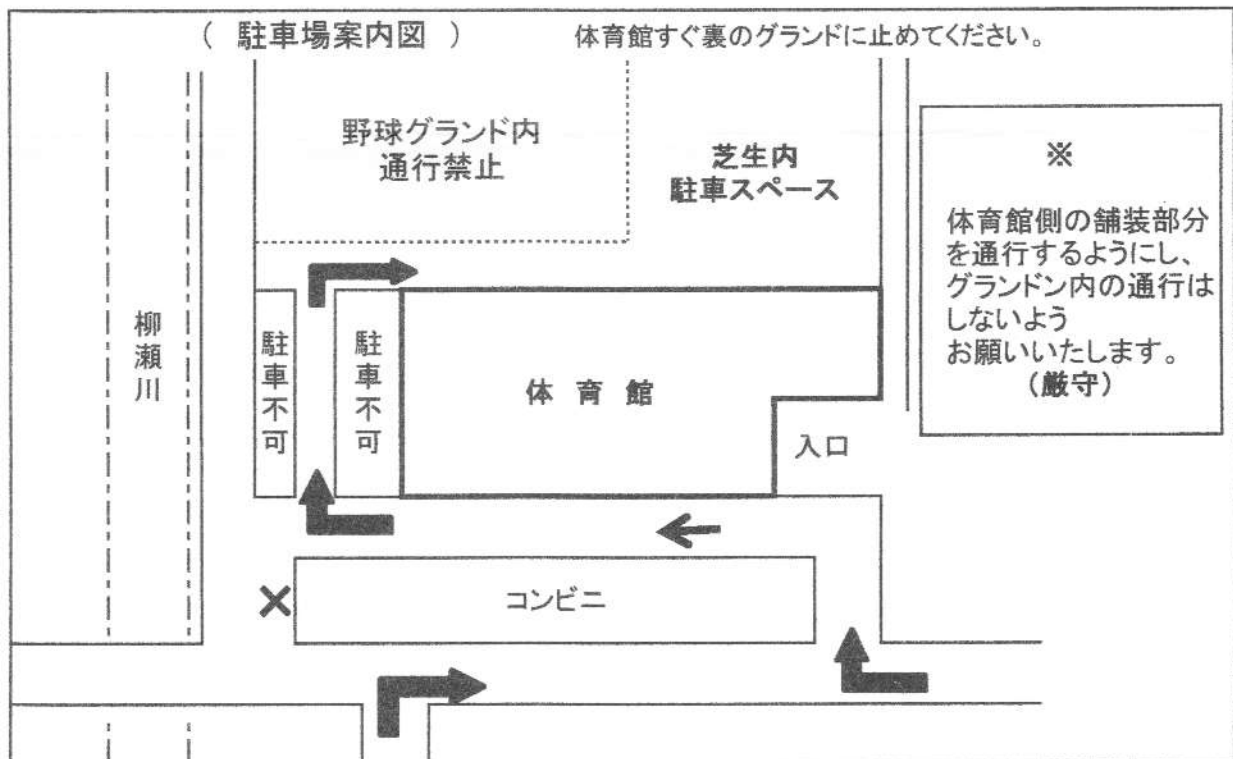 （ 駐車場案内図 ）
体育館すぐ裏のグランドに止めてください。
野球グランド内
通行禁止
芝生内
駐車スペース
※
体育館側の舗装部分
を通行するようにし、
グランドン内の通行は
しないよう
お願いいたします。
（厳守）
柳瀬川
駐車不可
駐車不可
体 育 館
入口
コンビニ